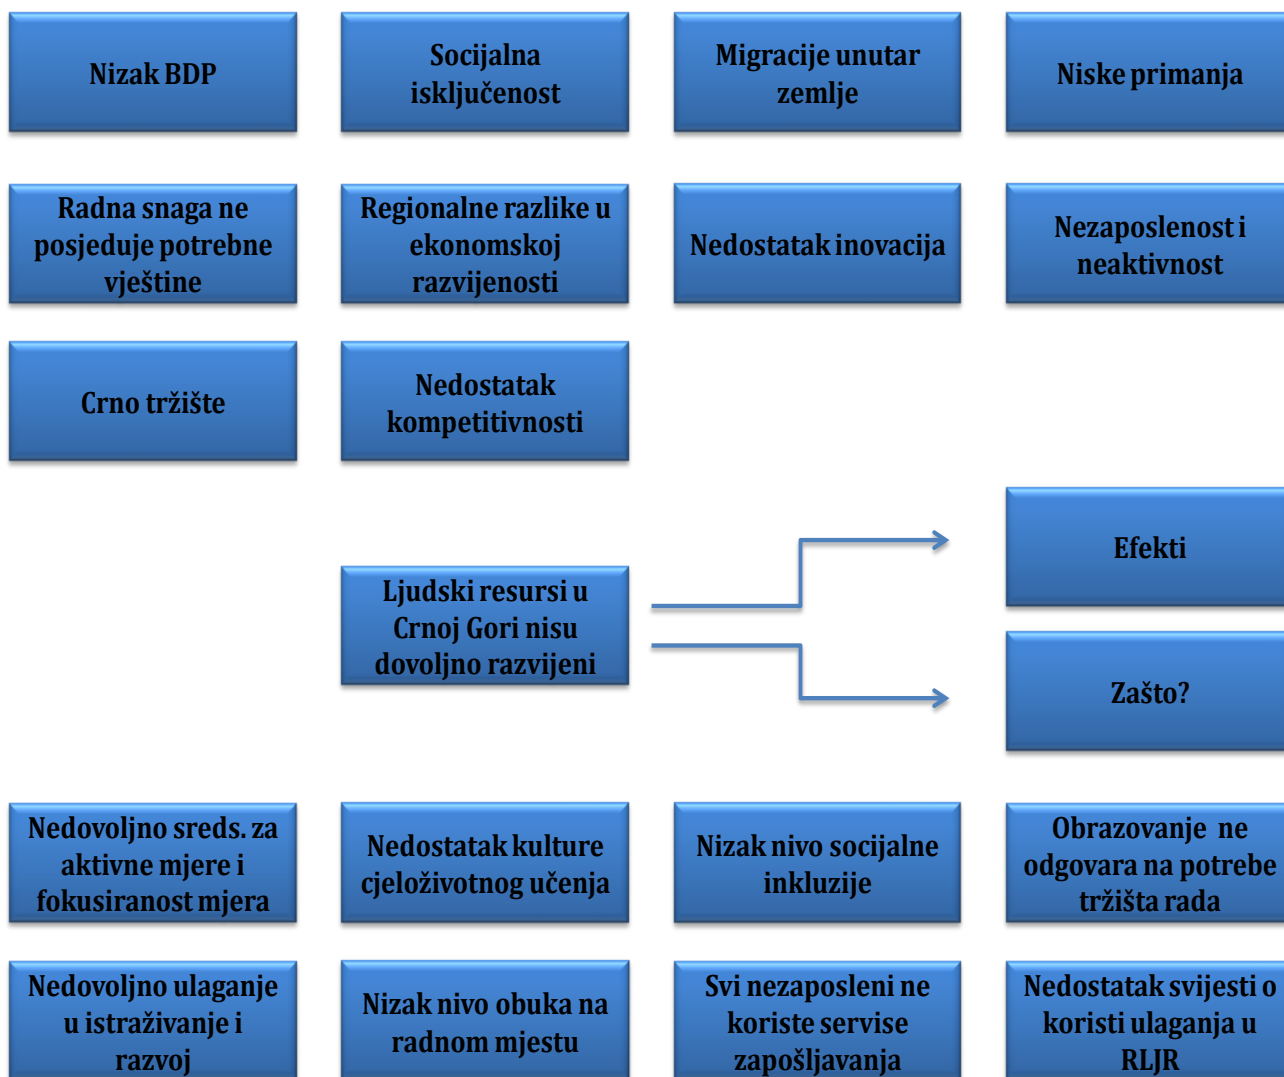 Nizak BDP
Socijalna
isključenost
Migracije unutar
zemlje
Niske primanja
Radna snaga ne
posjeduje potrebne
vještine
Regionalne razlike u
ekonomskoj
razvijenosti
Nedostatak inovacija
Nezaposlenost i
neaktivnost
Crno tržište
Nedostatak
kompetitivnosti
Efekti
Ljudski resursi u
Crnoj Gori nisu
dovoljno razvijeni
Zašto?
Nedovoljno sreds. za
aktivne mjere i
fokusiranost mjera
Nedostatak kulture
cjeloživotnog učenja
Nizak nivo socijalne
inkluzije
Obrazovanje ne
odgovara na potrebe
tržišta rada
Nedovoljno ulaganje
u istraživanje i
razvoj
Nizak nivo obuka na
radnom mjestu
Svi nezaposleni ne
koriste servise
zapošljavanja
Nedostatak svijesti o
koristi ulaganja u
RLJR